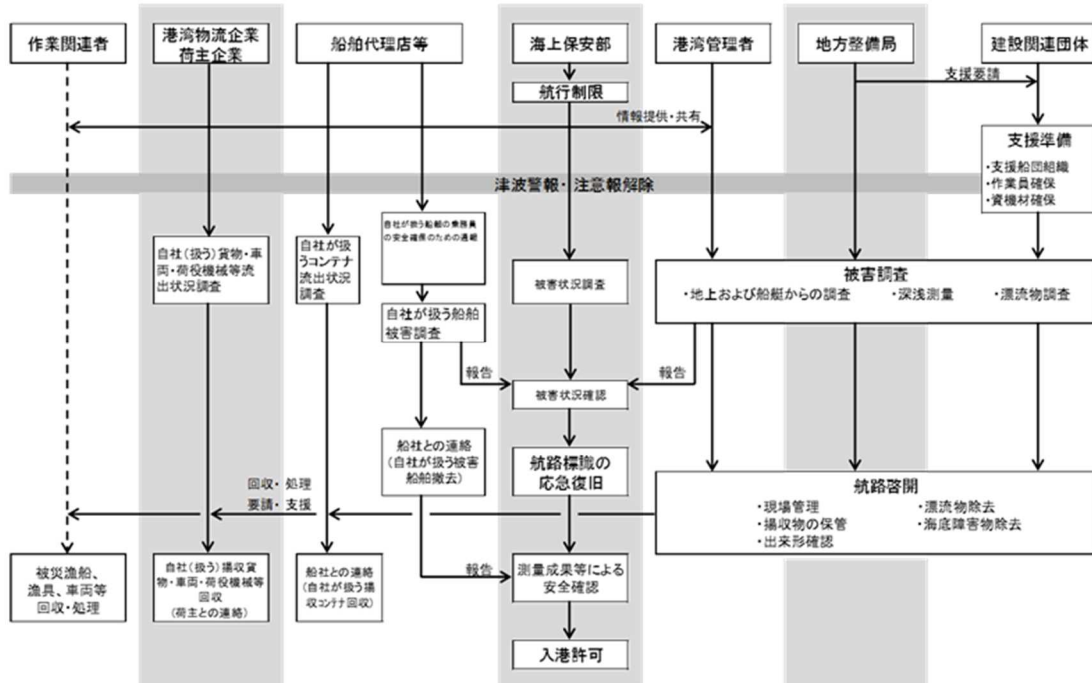 作業関連者
港湾物流企業
荷主企業
船舶代理店等
海上保安部
港湾管理者
地方整備局
建設関連団体
支援要請
航行制限
情報提供・共有
支援準備
・支援船団組織
・作業員確保
・資機材確保
津波警報・注意報解除
自社が扱う船舶の乗務員
の安全確保のための連絡
自社(扱う)貨物・車
両・荷役機械等流
出状況調査
自社が扱
うコンテナ
流出状況
調査
被害状況調査
被害調査
・地上および船艇からの調査
・深浅測量
・漂流物調査
自社が扱う船舶
被害調査
報告
報告
被害状況確認
船社との連絡
(自社が扱う被害
船舶撤去)
航路標識の
応急復旧
航路啓開
・現場管理
・揚収物の保管
・出来形確認
・漂流物除去
・海底障害物除去
回収・処理
要請・支援
被災漁船、
漁具、車両等
回収・処理
自社(扱う)揚収貨
物・車両・荷役機械等
回収
(荷主との連絡)
船社との連絡
(自社が扱う揚
収コンテナ回収)
報告
測量成果等による
安全確認
入港許可